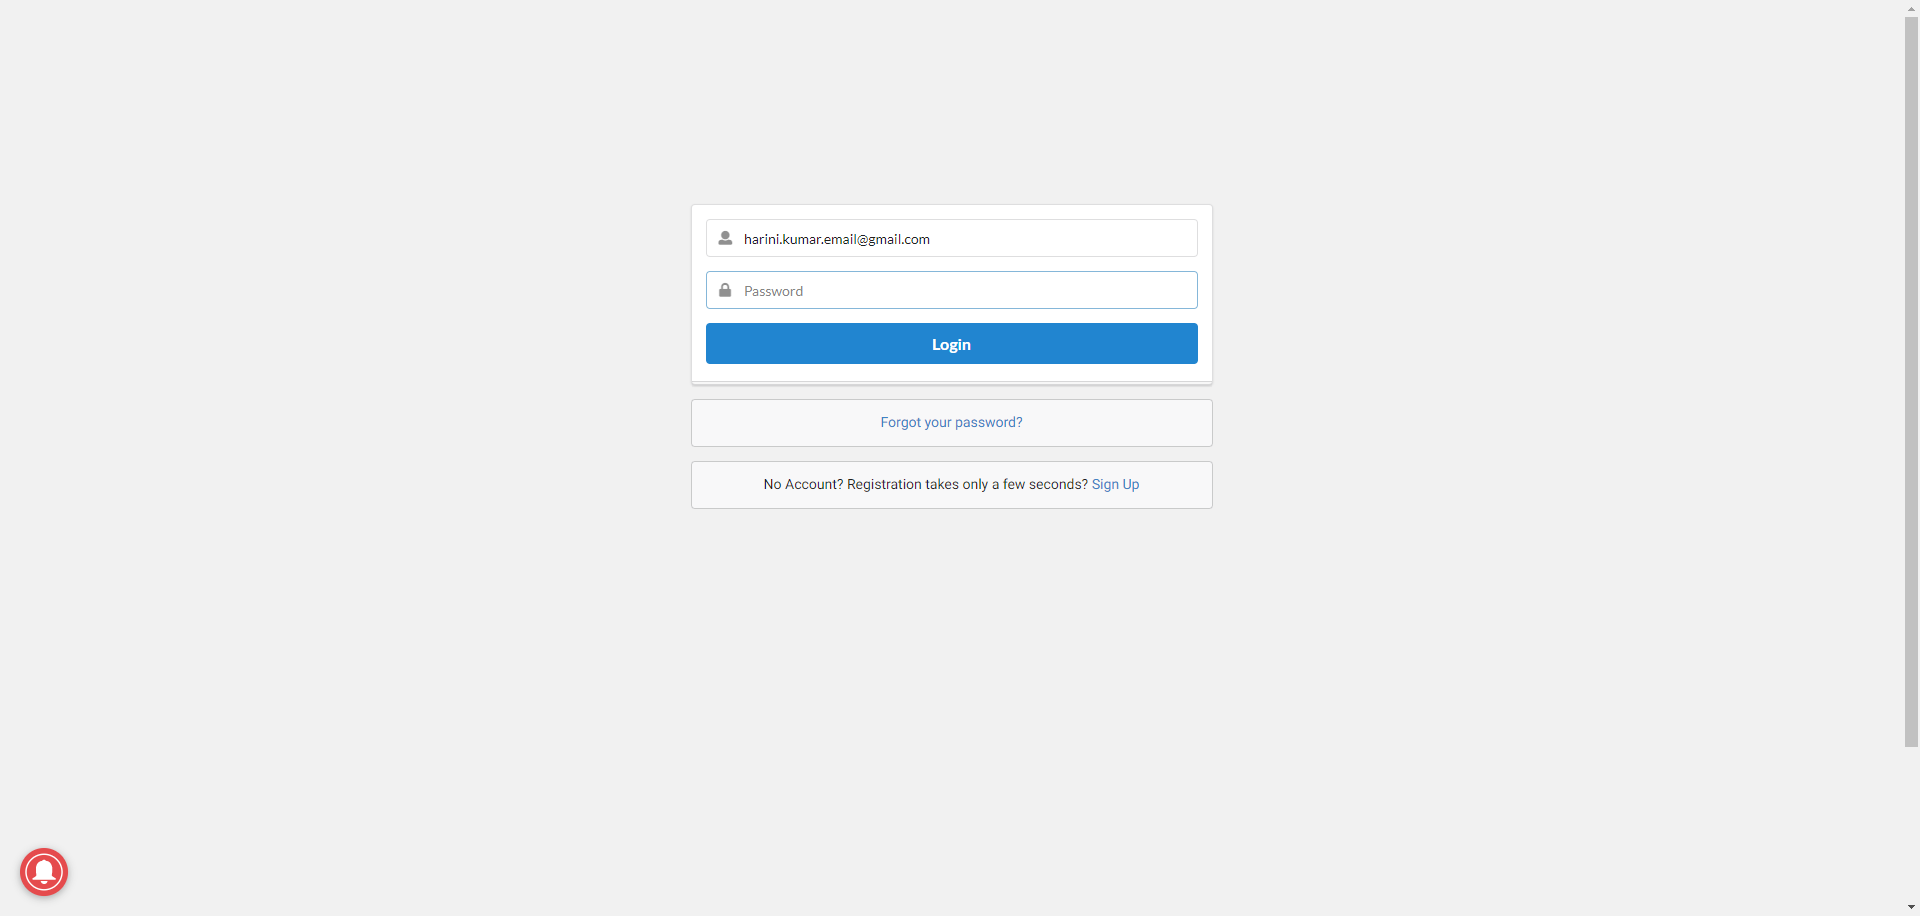 harini.kumar.email@gmail.com
Password
Login
Forgot your password?
No Account? Registration takes only a few seconds? Sign Up